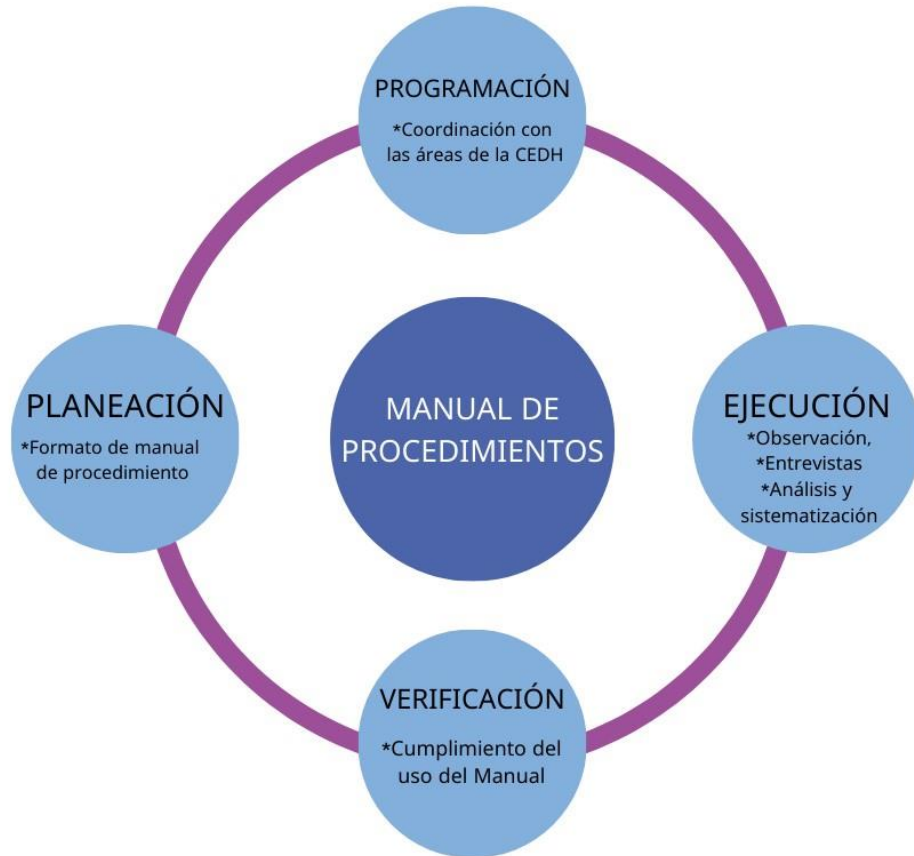 PROGRAMACIÓN
*Coordinación con
las áreas de la CEDH
PLANEACIÓN
*Formato de manual
de procedimiento
MANUAL DE
PROCEDIMIENTOS
EJECUCIÓN
*Observación,
*Entrevistas
*Análisis y
sistematización
VERIFICACIÓN
*Cumplimiento del
uso del Manual